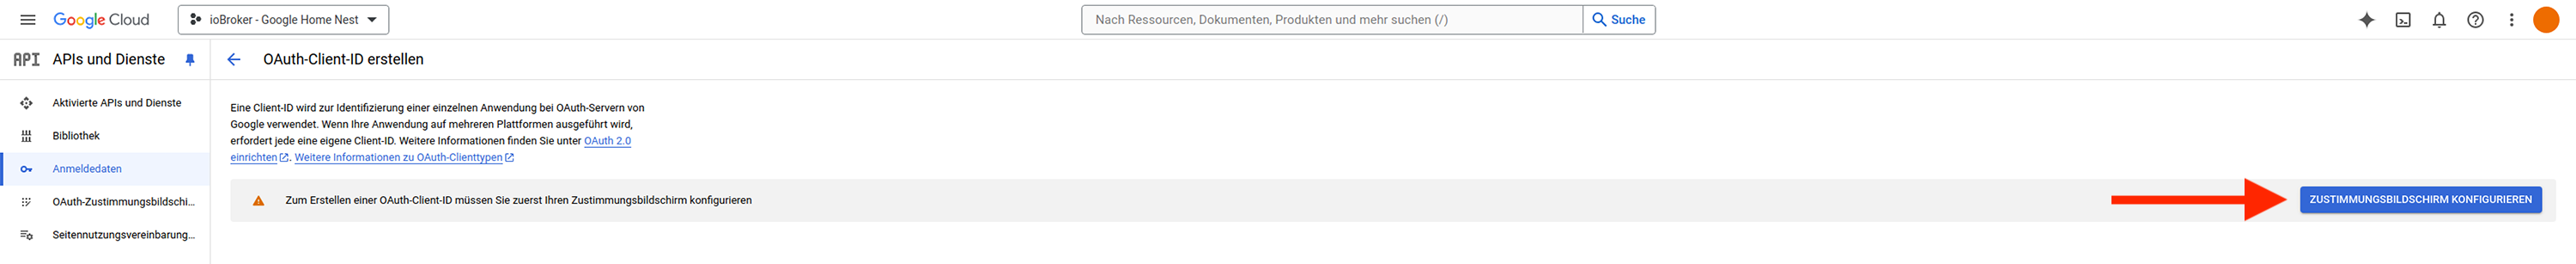 Google Cloud
ioBroker - Google Home Nest
Nach Ressourcen, Dokumenten, Produkten und mehr suchen (/)
Suche
API
APIs und Dienste
OAuth-Client-ID erstellen
Aktivierte APIs und Dienste
Bibliothek
Anmeldedaten
OAuth-Zustimmungsbildschi...
Seitennutzungsvereinbarung...
Eine Client-ID wird zur Identifizierung einer einzelnen Anwendung bei OAuth-Servern von
Google verwendet. Wenn Ihre Anwendung auf mehreren Plattformen ausgeführt wird,
erfordert jede eine eigene Client-ID. Weitere Informationen finden Sie unter OAuth 2.0
einrichten. Weitere Informationen zu OAuth-Clienttypen
Zum Erstellen einer OAuth-Client-ID müssen Sie zuerst Ihren Zustimmungsbildschirm konfigurieren
ZUSTIMMUNGSBILDSCHIRM KONFIGURIEREN